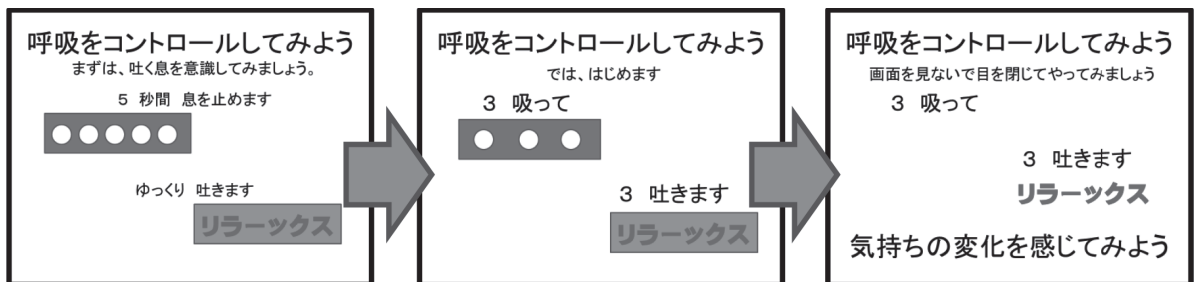 呼吸をコントロールしてみよう
まずは、吐く息を意識してみましょう。
5 秒間 息を止めます
ゆっくり 吐きます
リラーックス
呼吸をコントロールしてみよう
では、はじめます
3 吸って
3 吐きます
リラーックス
呼吸をコントロールしてみよう
画面を見ないで目を閉じてやってみましょう
3 吸って
3 吐きます
リラーックス
気持ちの変化を感じてみよう